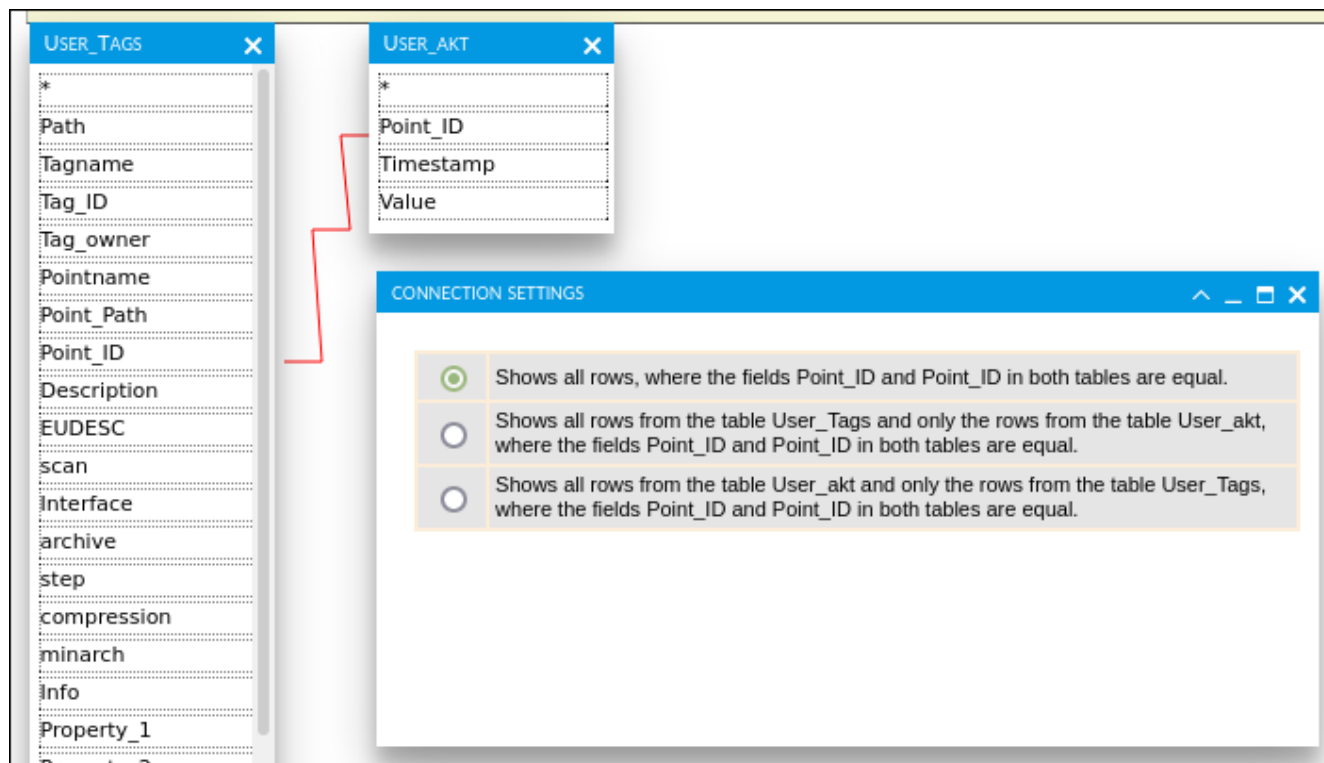 USER_TAGS
*
Path
Tagname
Tag_ID
Tag_owner
Pointname
Point_Path
Point_ID
Description
EUDESC
scan
Interface
archive
step
compression
minarch
Info
Property_1
USER_AKT
*
Point_ID
Timestamp
Value
CONNECTION SETTINGS
Shows all rows, where the fields Point_ID and Point_ID in both tables are equal.
Shows all rows from the table User_Tags and only the rows from the table User_akt,
where the fields Point_ID and Point_ID in both tables are equal.
Shows all rows from the table User_akt and only the rows from the table User_Tags,
where the fields Point_ID and Point_ID in both tables are equal.